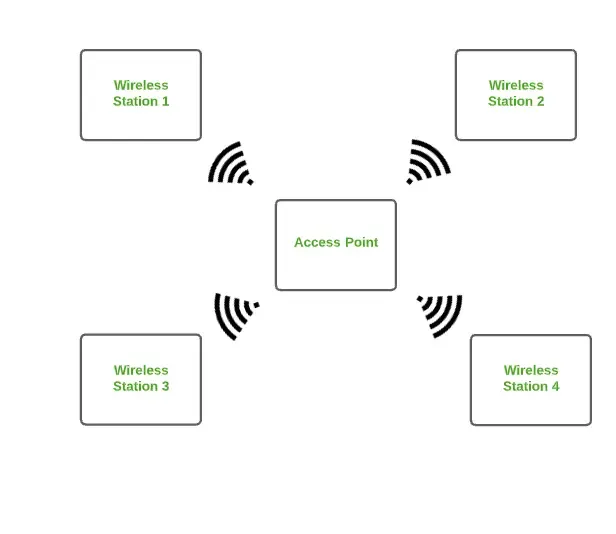 Wireless
Station 1
Wireless
Station 2
Access Point
Wireless
Station 3
Wireless
Station 4